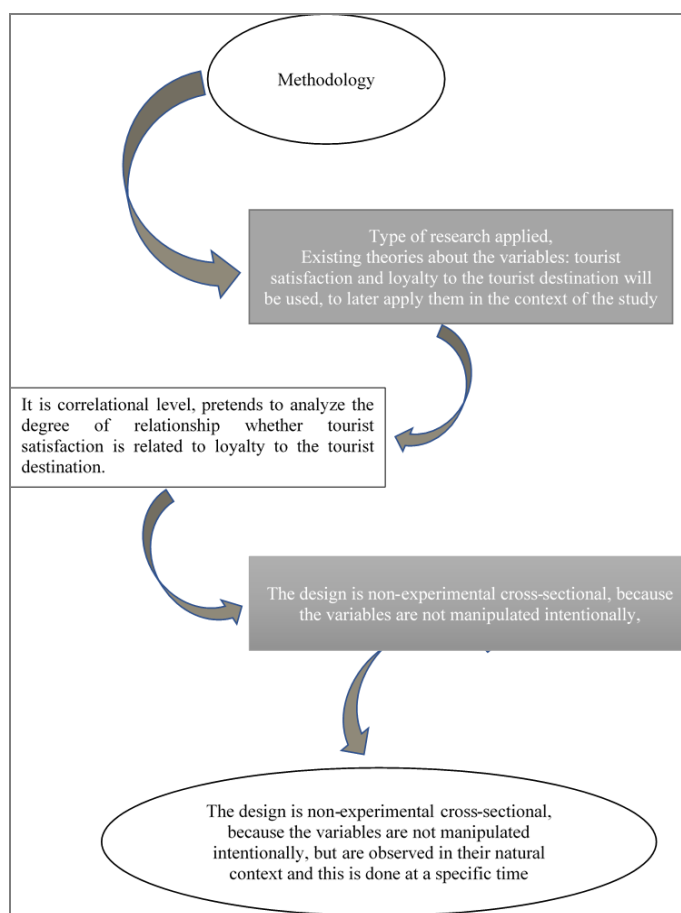 Methodology
Type of research applied,
Existing theories about the variables: tourist
satisfaction and loyalty to the tourist destination will
be used, to later apply them in the context of the study
It is correlational level, pretends to analyze the
degree of relationship whether tourist
satisfaction is related to loyalty to the tourist
destination.
The design is non-experimental cross-sectional, because
the variables are not manipulated intentionally,
The design is non-experimental cross-sectional,
because the variables are not manipulated
intentionally, but are observed in their natural
context and this is done at a specific time